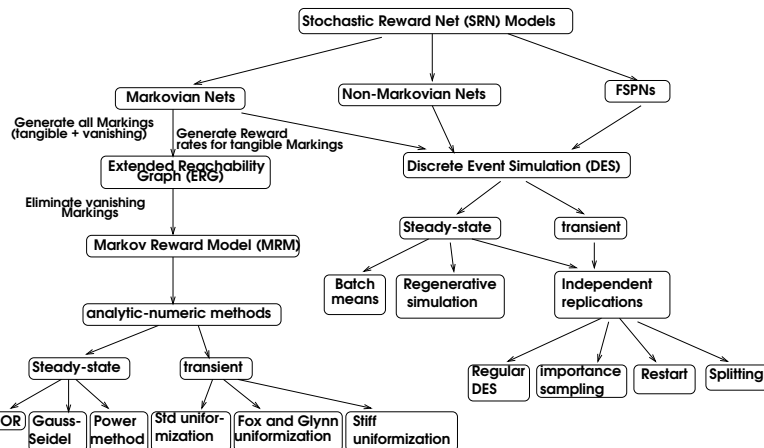 Stochastic Reward Net (SRN) Models
Markovian Nets
Non-Markovian Nets
FSPNs
Generate all Markings
(tangible + vanishing)
Generate Reward
rates for tangible Markings
Extended Reachability
Graph (ERG)
Discrete Event Simulation (DES)
Eliminate vanishing
Markings
Steady-state
transient
Markov Reward Model (MRM)
Batch
means
Regenerative
simulation
Independent
replications
analytic-numeric methods
Steady-state
transient
Regular
DES
importance
sampling
Restart
Splitting
OR
Gauss-
Seidel
Power
method
Std unifor-
mization
Fox and Glynn
uniformization
Stiff
uniformization